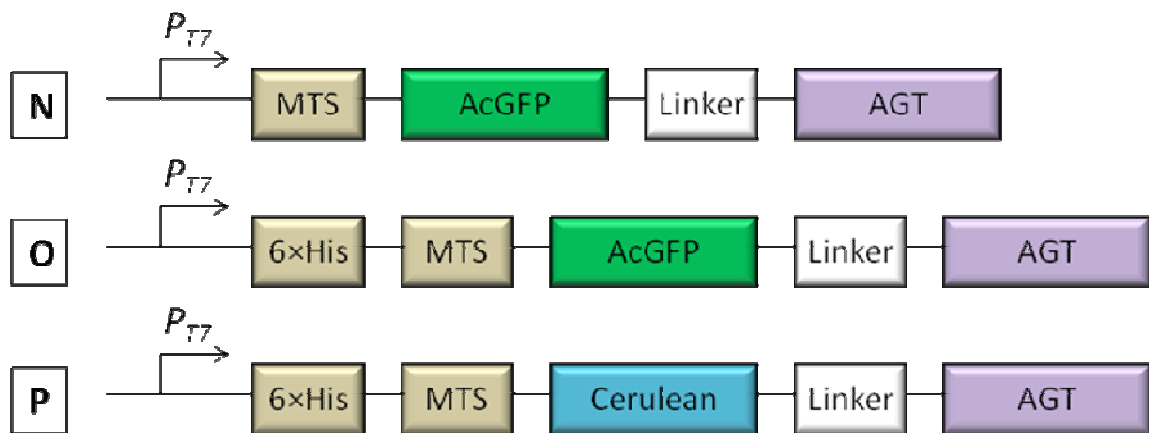 P_T7
N MTS AcGFP Linker AGT
P_T7
O 6×His MTS AcGFP Linker AGT
P_T7
P 6×His MTS Cerulean Linker AGT